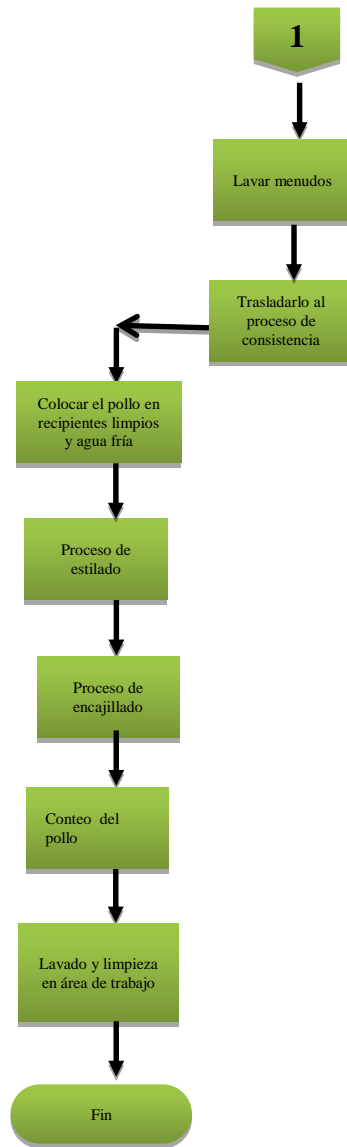 1
Lavar menudos
Trasladarlo al
proceso de
consistencia
Colocar el pollo en
recipientes limpios
y agua fría
Proceso de
estilado
Proceso de
encajillado
Conteo del
pollo
Lavado y limpieza
en área de trabajo
Fin